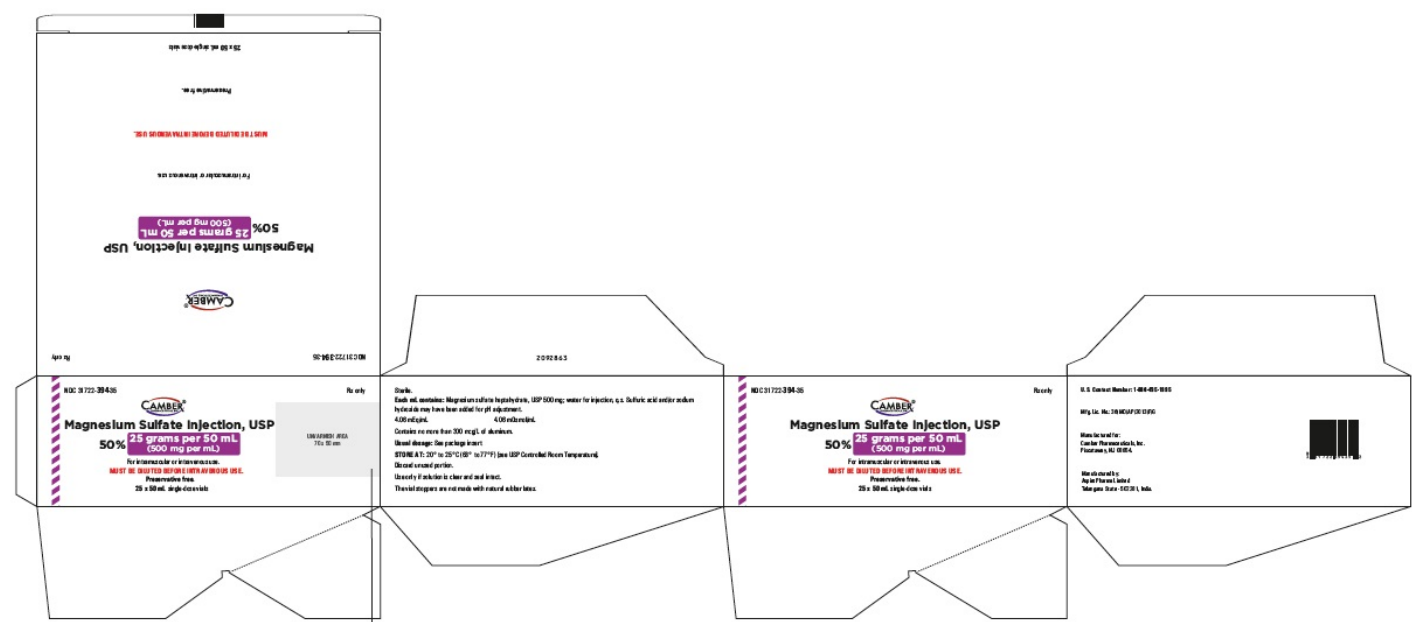 25 x 50 mL single dose vials
Preservative free.
MUST BE DILUTED BEFORE INTRAVENOUS USE.
For intramuscular or intravenous use.
50% 25 grams per 50 mL
(500 mg per mL)
Magnesium Sulfate Injection, USP
CAMBER®
NDC 31722-394-35 Rx only
2092863
NDC 31722-394-35 Rx only
CAMBER®
Magnesium Sulfate Injection, USP
50% 25 grams per 50 mL
(500 mg per mL)
For intramuscular or intravenous use.
MUST BE DILUTED BEFORE INTRAVENOUS USE.
Preservative free.
25 x 50 mL single-dose vials
UNVARNISH AREA
Sterile.
Each mL contains: Magnesium sulfate heptahydrate, USP 500 mg; water for injection, q.s. Sulfuric acid and/or sodium
hydroxide may have been added for pH adjustment.
4.06 mEq/mL 4.06 mOsmol/mL
Contains no more than 300 mcg/L of aluminum.
Usual dosage: See package insert
STORE AT: 20° to 25°C (68° to 77°F) [see USP Controlled Room Temperature].
Discard unused portion.
Use only if solution is clear and seal intact.
The vial stoppers are not made with natural rubber latex.
NDC 31722-394-35 Rx only
CAMBER®
Magnesium Sulfate Injection, USP
50% 25 grams per 50 mL
(500 mg per mL)
For intramuscular or intravenous use.
MUST BE DILUTED BEFORE INTRAVENOUS USE.
Preservative free.
25 x 50 mL single-dose vials
U. S. Contact Number:
Mfg. Lic. No.:
Manufactured for:
Camber Pharmaceuticals, Inc.
Piscataway, NJ 08854.
Manufactured by:
Pharma Limited
Telangana State - India.